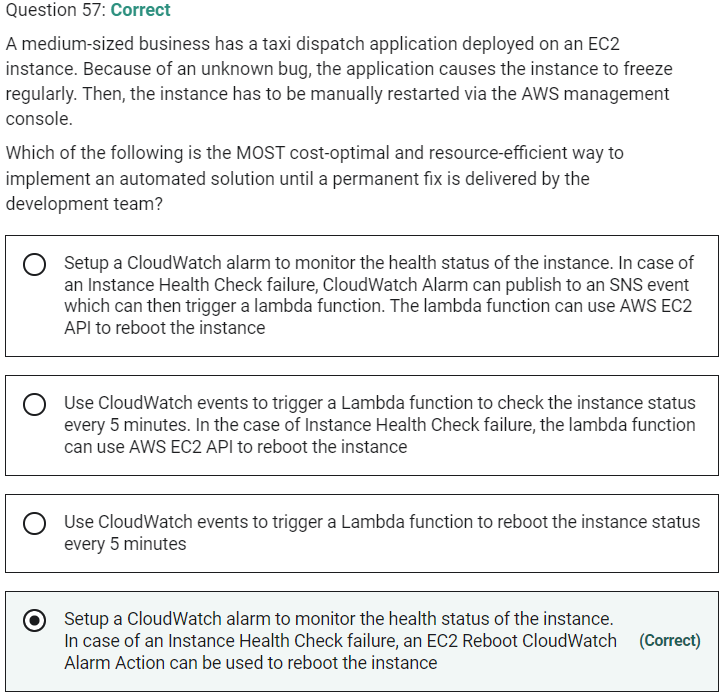 Question 57: Correct
A medium-sized business has a taxi dispatch application deployed on an EC2
instance. Because of an unknown bug, the application causes the instance to freeze
regularly. Then, the instance has to be manually restarted via the AWS management
console.
Which of the following is the MOST cost-optimal and resource-efficient way to
implement an automated solution until a permanent fix is delivered by the
development team?
Setup a CloudWatch alarm to monitor the health status of the instance. In case of
an Instance Health Check failure, CloudWatch Alarm can publish to an SNS event
which can then trigger a lambda function. The lambda function can use AWS EC2
API to reboot the instance
Use CloudWatch events to trigger a Lambda function to check the instance status
every 5 minutes. In the case of Instance Health Check failure, the lambda function
can use AWS EC2 API to reboot the instance
Use CloudWatch events to trigger a Lambda function to reboot the instance status
every 5 minutes
Setup a CloudWatch alarm to monitor the health status of the instance.
In case of an Instance Health Check failure, an EC2 Reboot CloudWatch (Correct)
Alarm Action can be used to reboot the instance